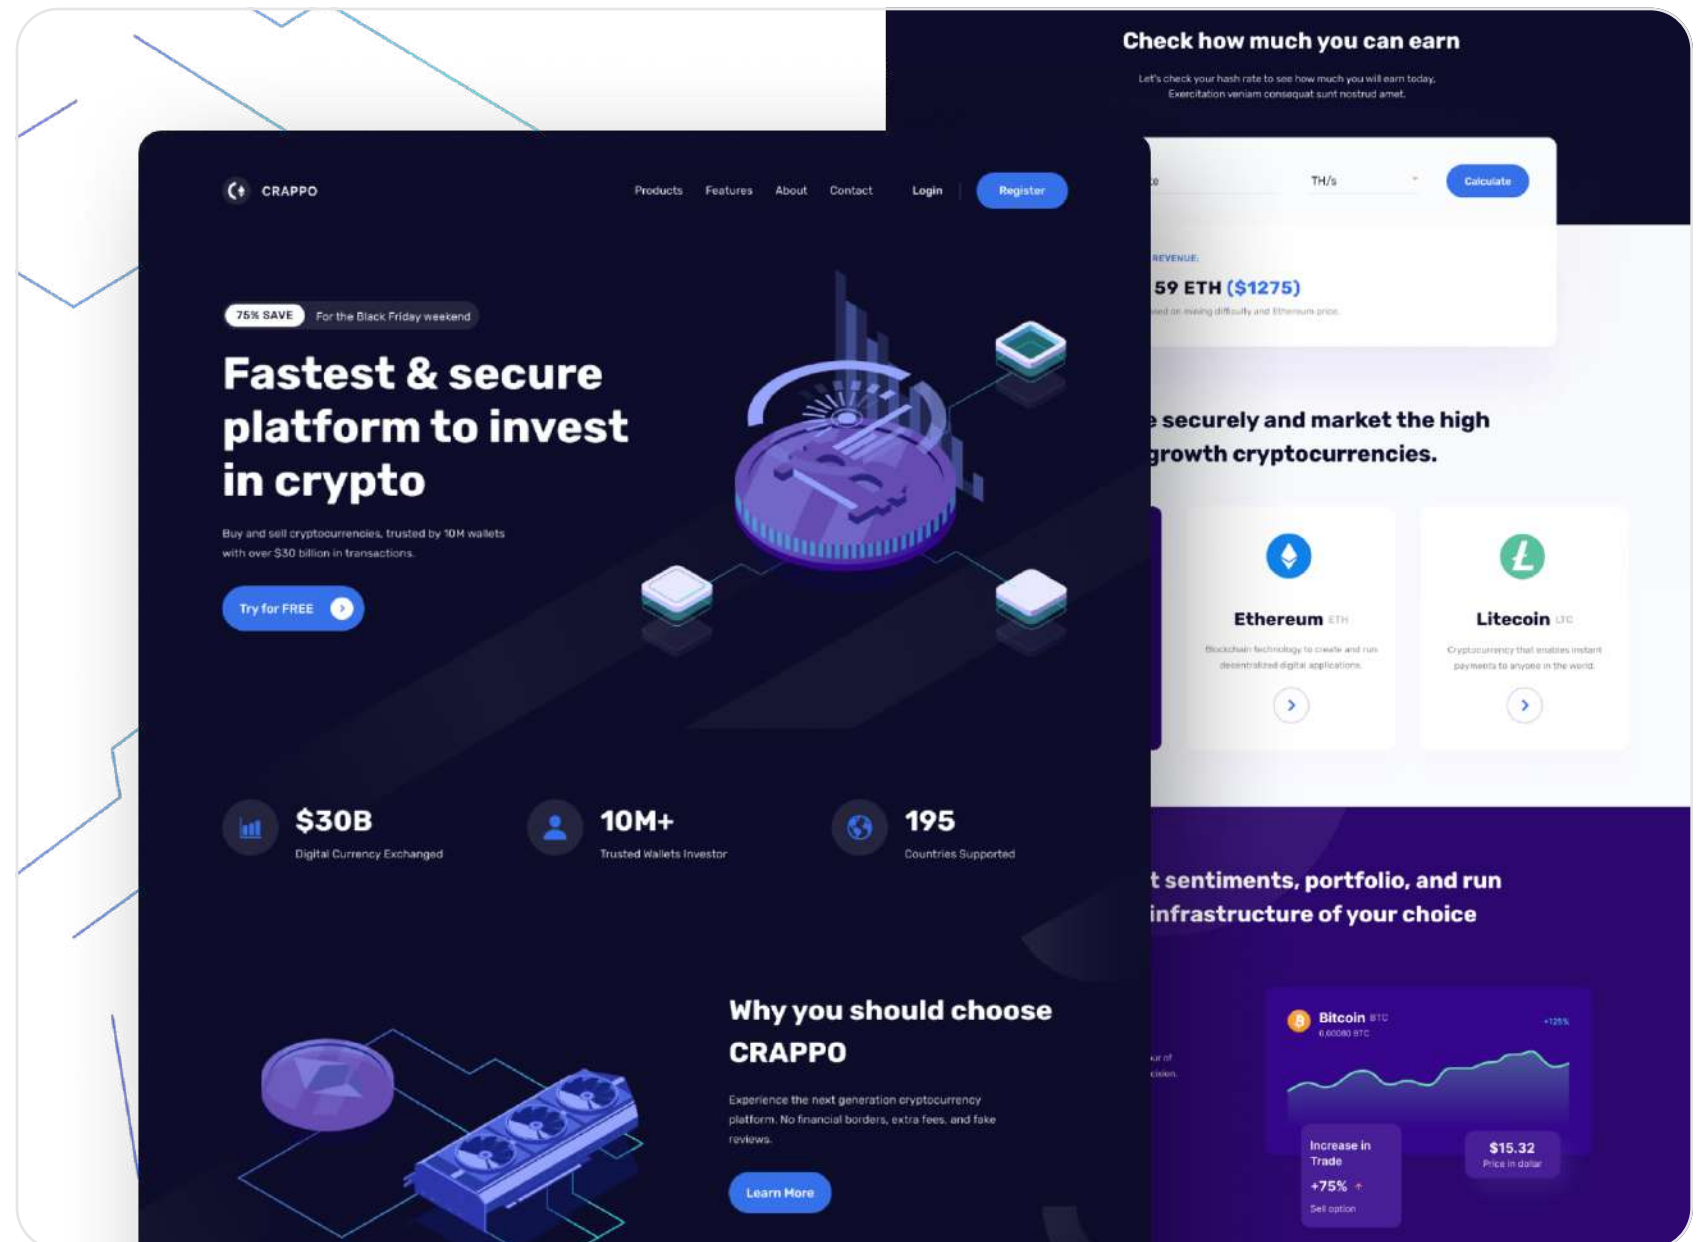 CRAPPO
Products Features About Contact Login Register
75% SAVE For the Black Friday weekend
Fastest & secure
platform to invest
in crypto
Buy and sell cryptocurrencies, trusted by 10M wallets
with over $30 billion in transactions.
Try for FREE
$30B
Digital Currency Exchanged
10M+
Trusted Wallets Investor
195
Countries Supported
Why you should choose
CRAPPO
Experience the next generation cryptocurrency
platform. No financial borders, extra fees, and fake
reviews.
Learn More
Check how much you can earn
Let's check your hash rate to see how much you will earn today,
Exercitation veniam consequat sunt nostrud amet.
TH/s
Calculate
REVENUE:
59 ETH ($1275)
on mining difficulty and Ethereum price.
securely and market the high
growth cryptocurrencies.
Ethereum ETH
Blockchain technology to create and run
decentralized digital applications.
Litecoin LTC
Cryptocurrency that enables instant
payments to anyone in the world.
t sentiments, portfolio, and run
infrastructure of your choice
of
Bitcoin BTC
+125%
Increase in
Trade
+75%
Sell option
$15.32
Price in dollar